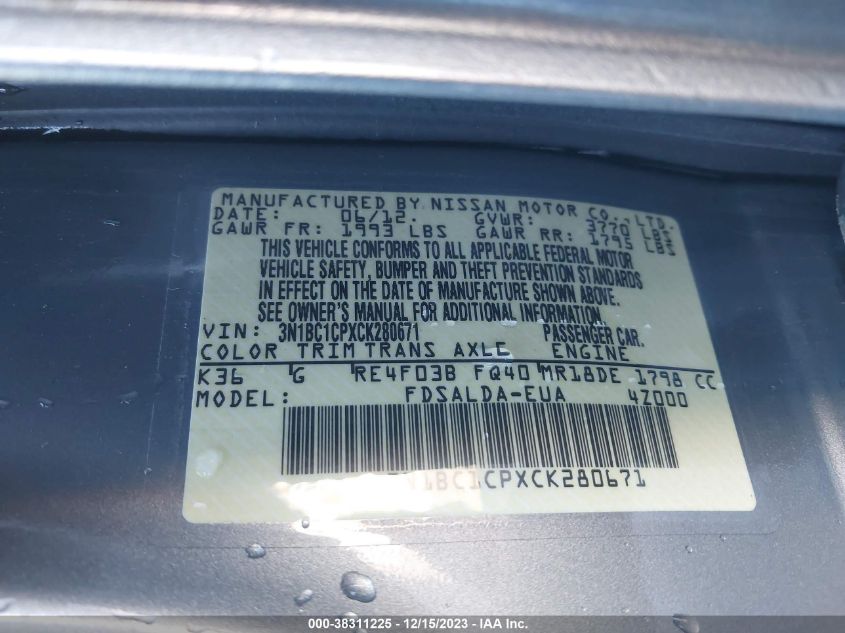 MANUFACTURED BY NISSAN MOTOR CO., LTD.
DATE: 06/12. GVWR: 3770 LBS
GAWR FR: 1993 LBS GAWR RR: 1795 LBS
THIS VEHICLE CONFORMS TO ALL APPLICABLE FEDERAL MOTOR
VEHICLE SAFETY, BUMPER AND THEFT PREVENTION STANDARDS
IN EFFECT ON THE DATE OF MANUFACTURE SHOWN ABOVE.
SEE OWNER'S MANUAL FOR ADDITIONAL INFORMATION.
VIN: 3N1BC1CPXCK280671 PASSENGER CAR.
COLOR TRIM TRANS AXLE ENGINE
K36 G RE4F03B FQ40 MR18DE 1798 CC
MODEL: FDSALDA-EUA 4Z000
N1BC1CPXCK280671
000-38311225 - 12/15/2023 - IAA Inc.